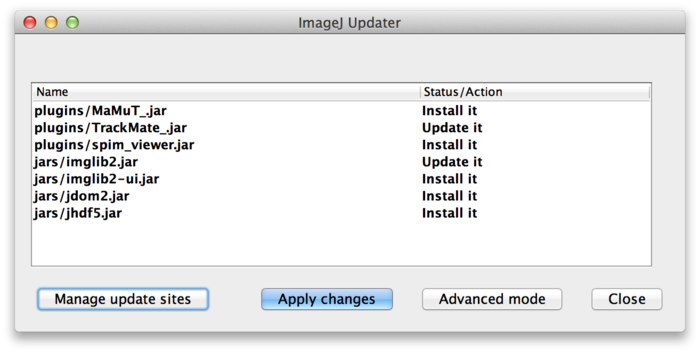 ImageJ Updater
Name Status/Action
plugins/MaMuT_.jar Install it
plugins/TrackMate_.jar Update it
plugins/spim_viewer.jar Install it
jars/imglib2.jar Update it
jars/imglib2-ui.jar Install it
jars/jdom2.jar Install it
jars/jhdf5.jar Install it
Manage update sites Apply changes Advanced mode Close